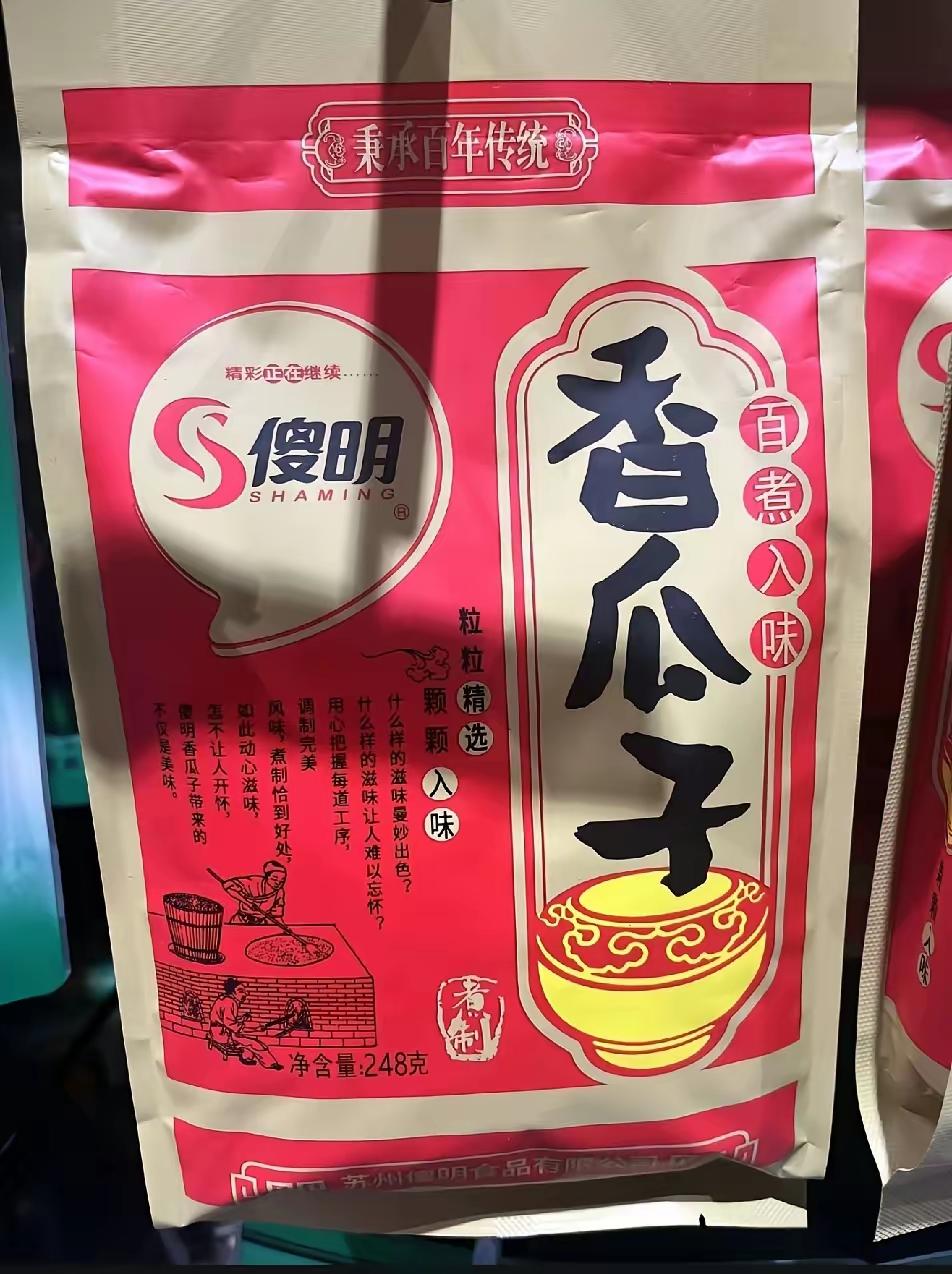 秉承百年传统
精彩正在继续……
傻明
SHAMING
®
香瓜子
百煮入味
粒粒精选
颗颗入味
什么样的滋味曼妙出色？
什么样的滋味让人难以忘怀？
用心把握每道工序，
调制完美
风味，煮制恰到好处，
如此动心滋味，
怎不让人开怀，
傻明香瓜子带来的
不仅是美味。
煮制
净含量:248克
苏州傻明食品有限公司
入味